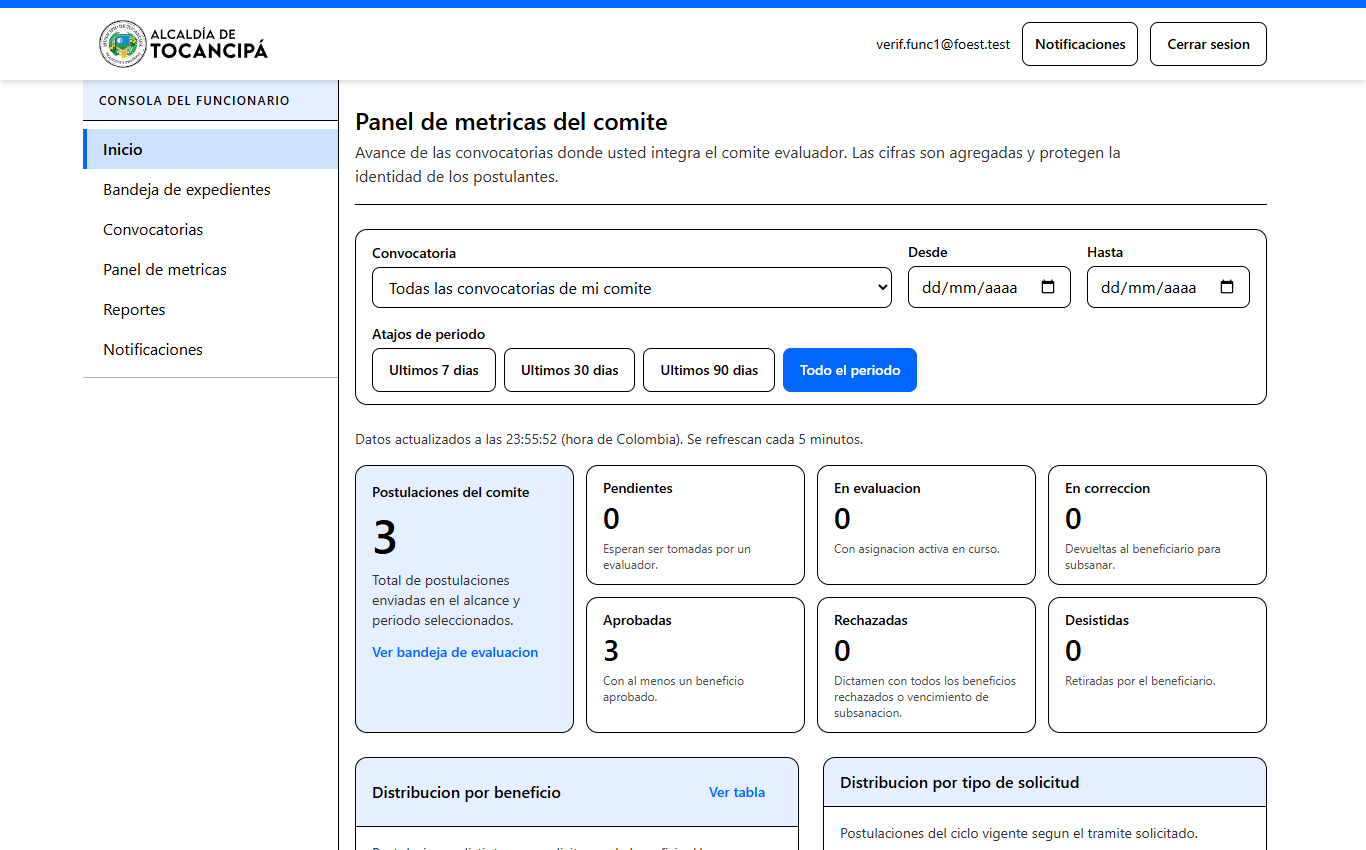 ALCALDÍA DE
TOCANCIPÁ
verif.func1@foest.test
Notificaciones
Cerrar sesion
CONSOLA DEL FUNCIONARIO
Inicio
Bandeja de expedientes
Convocatorias
Panel de metricas
Reportes
Notificaciones
Panel de metricas del comite
Avance de las convocatorias donde usted integra el comite evaluador. Las cifras son agregadas y protegen la
identidad de los postulantes.
Convocatoria
Todas las convocatorias de mi comite
Desde
dd/mm/aaaa
Hasta
dd/mm/aaaa
Atajos de periodo
Ultimos 7 dias
Ultimos 30 dias
Ultimos 90 dias
Todo el periodo
Datos actualizados a las 23:55:52 (hora de Colombia). Se refrescan cada 5 minutos.
Postulaciones del comite
3
Total de postulaciones
enviadas en el alcance y
periodo seleccionados.
Ver bandeja de evaluacion
Pendientes
0
Esperan ser tomadas por un
evaluador.
En evaluacion
0
Con asignacion activa en curso.
En correccion
0
Devueltas al beneficiario para
subsanar.
Aprobadas
3
Con al menos un beneficio
aprobado.
Rechazadas
0
Dictamen con todos los beneficios
rechazados o vencimiento de
subsanacion.
Desistidas
0
Retiradas por el beneficiario.
Distribucion por beneficio
Ver tabla
Distribucion por tipo de solicitud
Postulaciones del ciclo vigente segun el tramite solicitado.